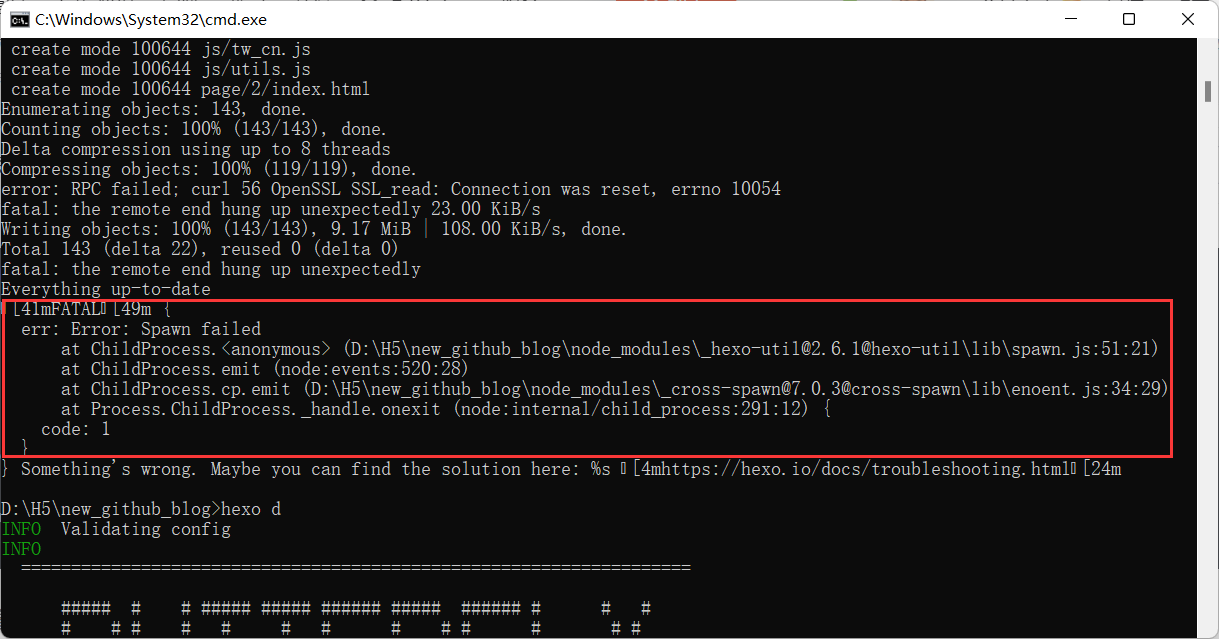 C:\Windows\System32\cmd.exe
 create mode 100644 js/tw_cn.js
 create mode 100644 js/utils.js
 create mode 100644 page/2/index.html
Enumerating objects: 143, done.
Counting objects: 100% (143/143), done.
Delta compression using up to 8 threads
Compressing objects: 100% (119/119), done.
error: RPC failed; curl 56 OpenSSL SSL_read: Connection was reset, errno 10054
fatal: the remote end hung up unexpectedly 23.00 KiB/s
Writing objects: 100% (143/143), 9.17 MiB | 108.00 KiB/s, done.
Total 143 (delta 22), reused 0 (delta 0)
fatal: the remote end hung up unexpectedly
Everything up-to-date
[41mFATAL[49m {
  err: Error: Spawn failed
      at ChildProcess.<anonymous> (D:\H5\new_github_blog\node_modules\_hexo-util@2.6.1@hexo-util\lib\spawn.js:51:21)
      at ChildProcess.emit (node:events:520:28)
      at ChildProcess.cp.emit (D:\H5\new_github_blog\node_modules\_cross-spawn@7.0.3@cross-spawn\lib\enoent.js:34:29)
      at Process.ChildProcess._handle.onexit (node:internal/child_process:291:12) {
    code: 1
  }
} Something's wrong. Maybe you can find the solution here: %s [4mhttps://hexo.io/docs/troubleshooting.html[24m
D:\H5\new_github_blog>hexo d
INFO  Validating config
INFO
  ===================================================================
      #####  #    # ##### ##### ###### #####  ###### #      #   #
      #    # #    #   #     #   #      #    # #      #       # #